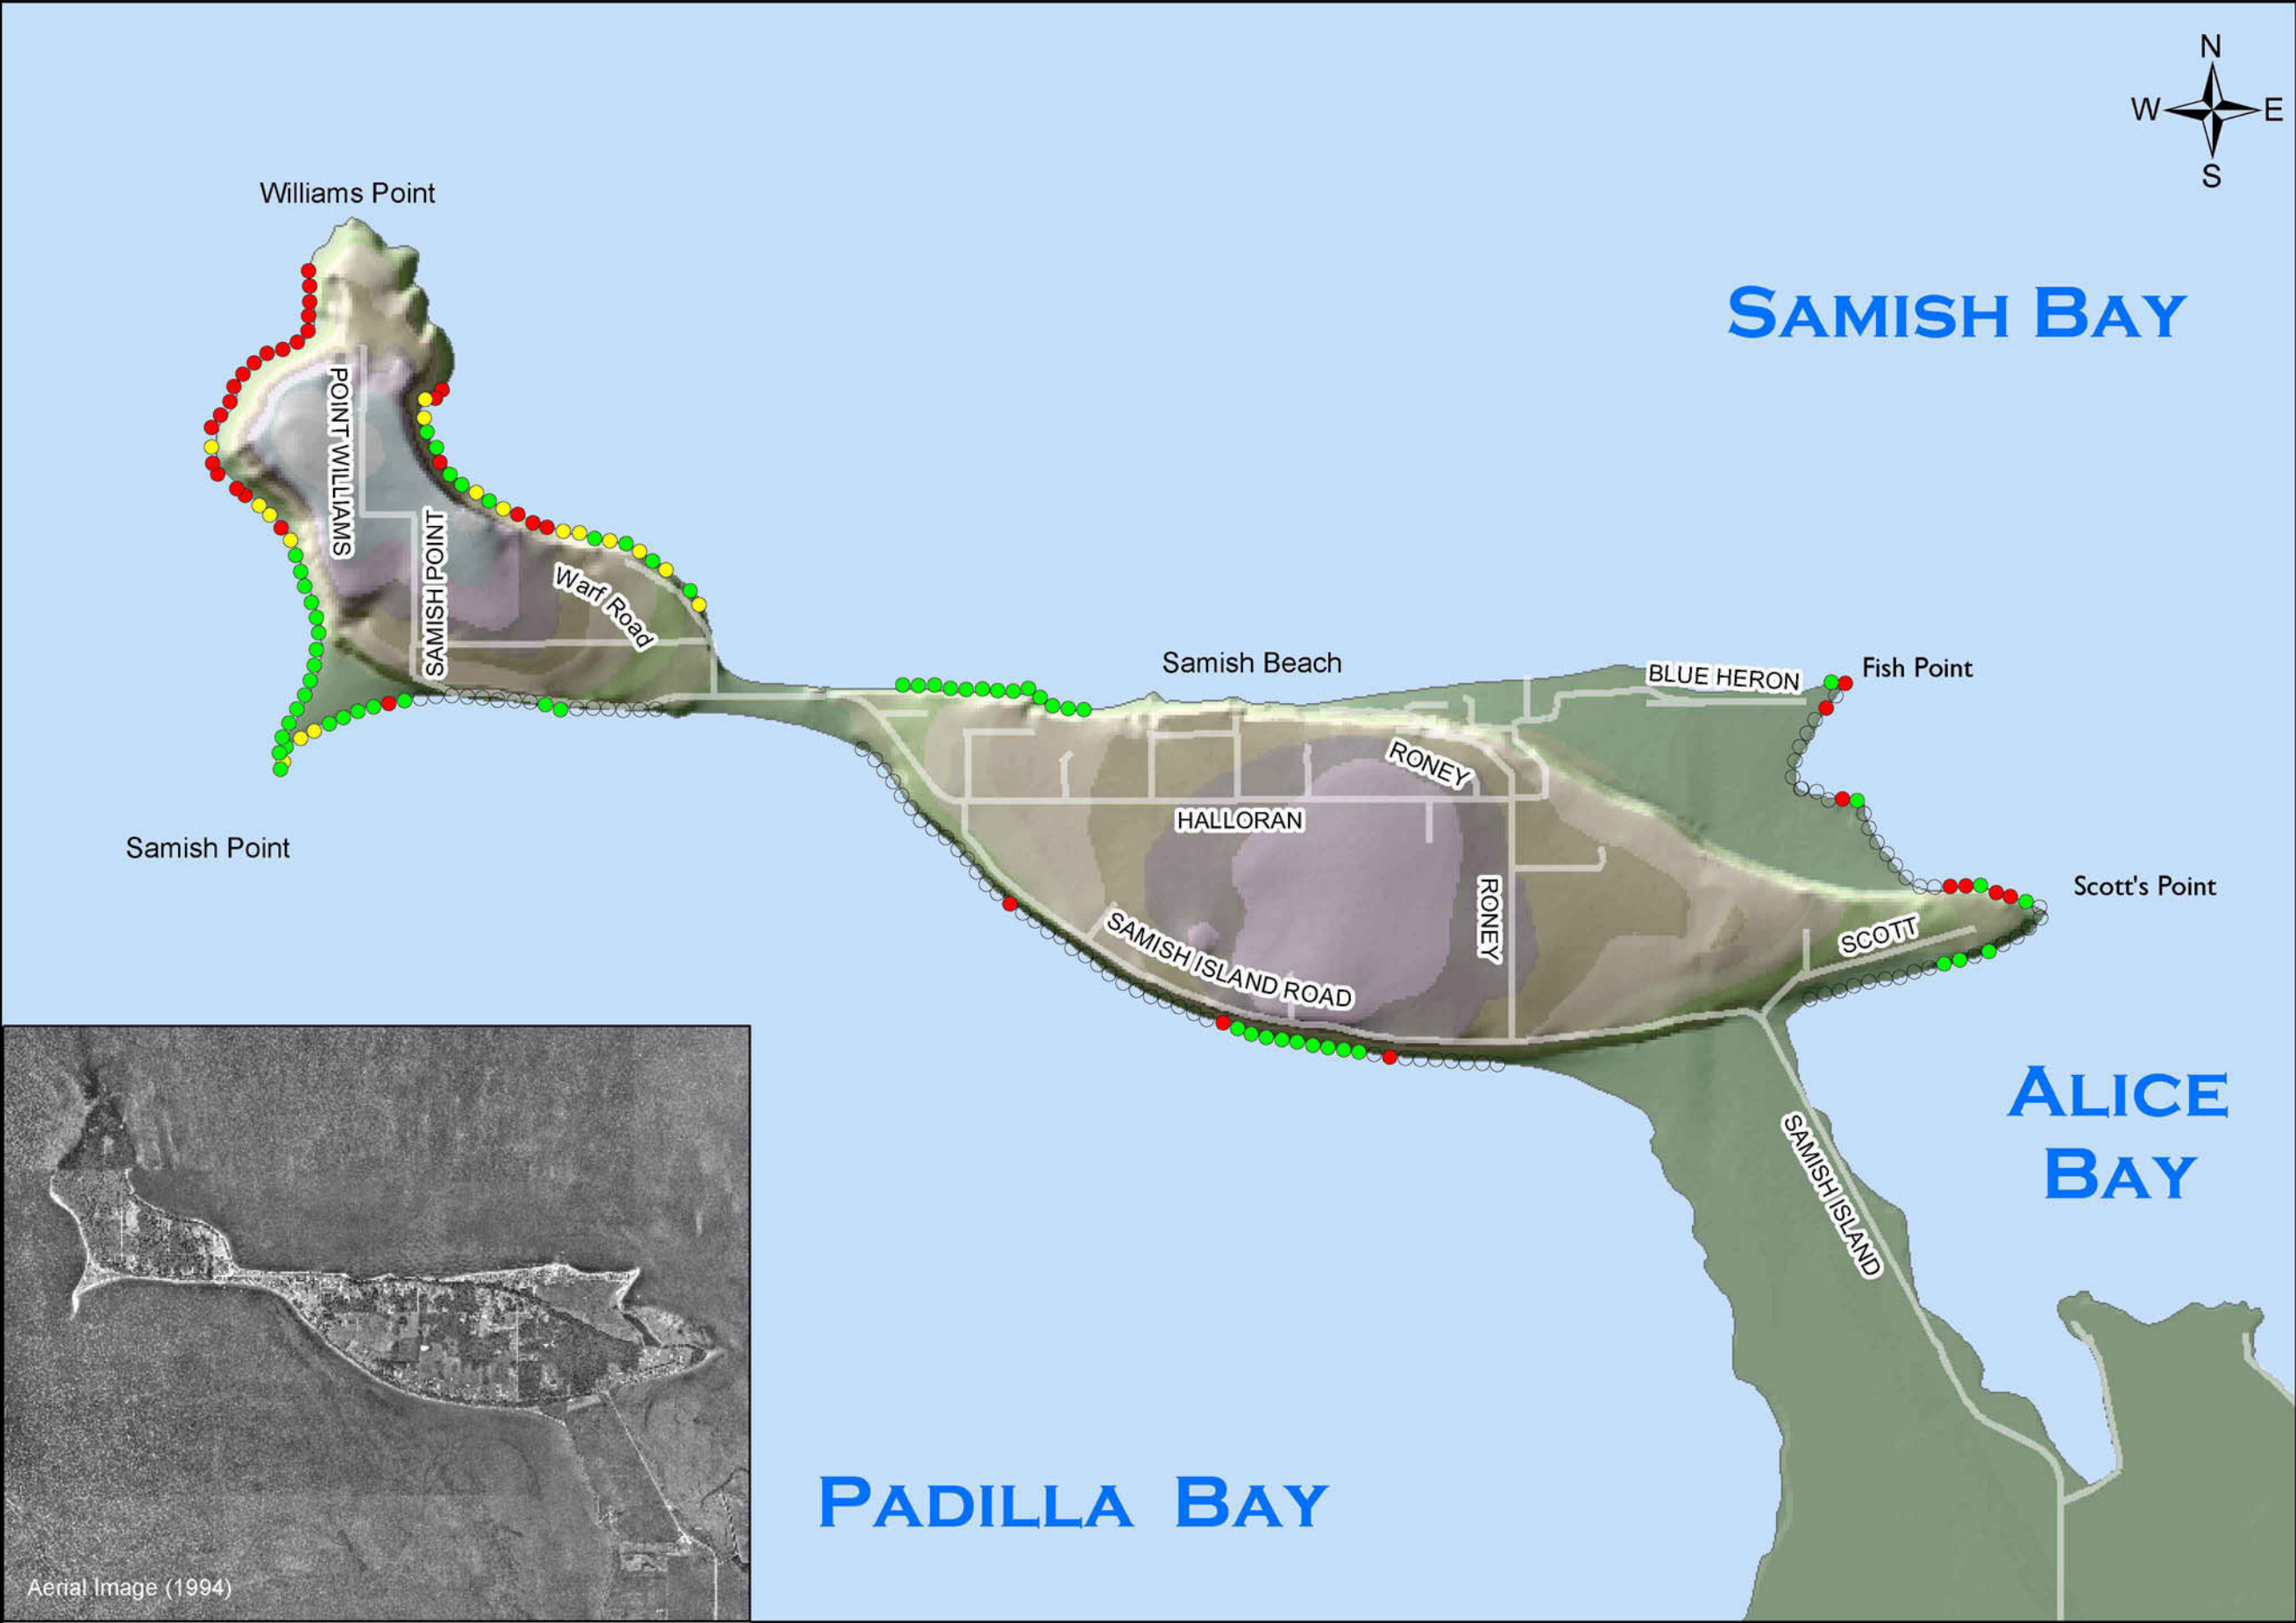 N
W E
S
Williams Point
SAMISH BAY
POINT WILLIAMS
SAMISH POINT
Warf Road
Samish Beach
BLUE HERON
Fish Point
RONEY
HALLORAN
Samish Point
RONEY
Scott's Point
SCOTT
SAMISH ISLAND ROAD
ALICE
BAY
SAMISH ISLAND
PADILLA BAY
Aerial Image (1994)